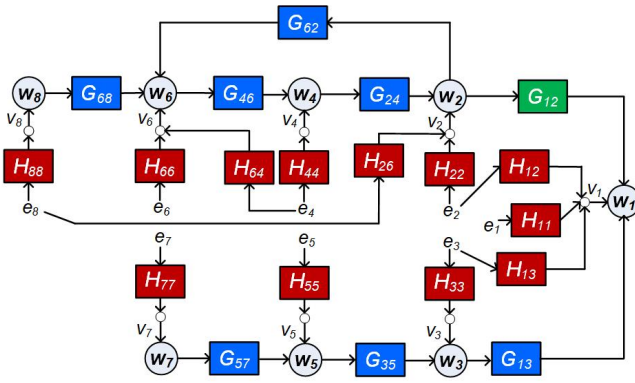 G62
w8 G68 w6 G46 w4 G24 w2 G12
v8 v6 v4 v2
H88 H66 H64 H44 H26 H22 H12 v1 w1
e8 e6 e4 e2 e1 H11
e7 e5 e3 H13
H77 H55 H33
v7 v5 v3
w7 G57 w5 G35 w3 G13